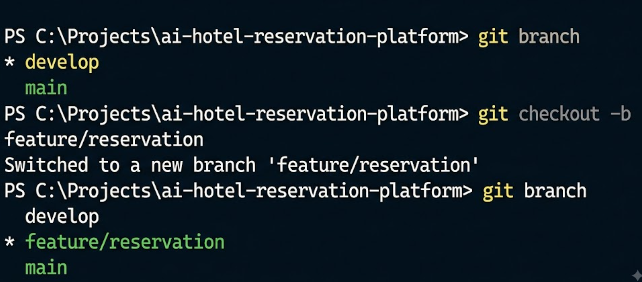 PS C:\Projects\ai-hotel-reservation-platform> git branch
* develop
  main
PS C:\Projects\ai-hotel-reservation-platform> git checkout -b
feature/reservation
Switched to a new branch 'feature/reservation'
PS C:\Projects\ai-hotel-reservation-platform> git branch
  develop
* feature/reservation
  main